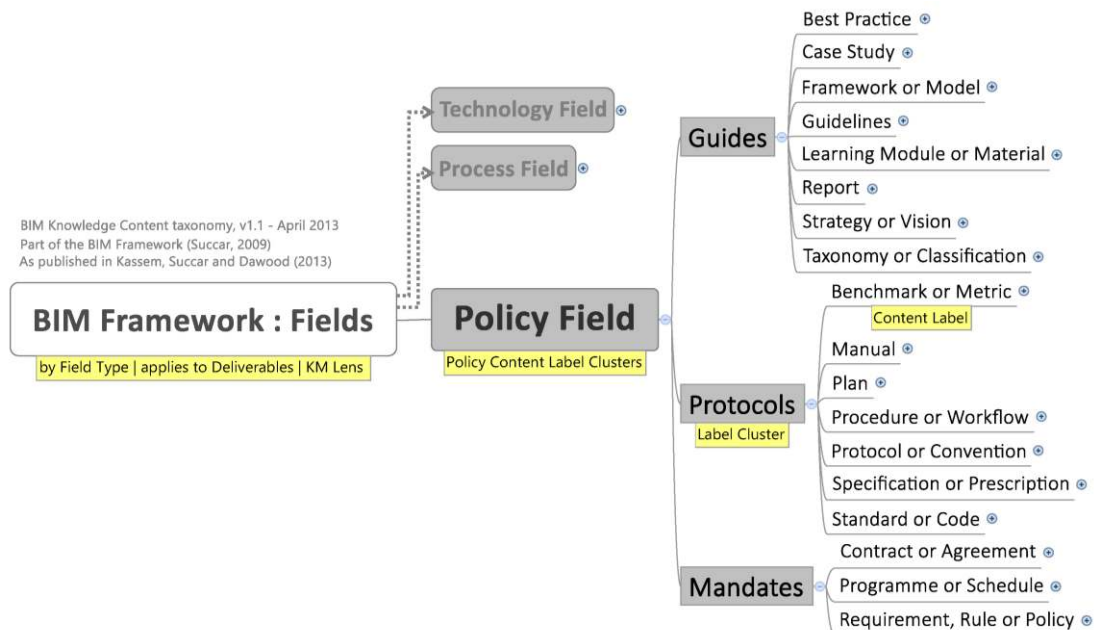 BIM Knowledge Content taxonomy, v1.1 - April 2013
Part of the BIM Framework (Succar, 2009)
As published in Kassem, Succar and Dawood (2013)
BIM Framework : Fields
by Field Type | applies to Deliverables | KM Lens
Technology Field
Process Field
Policy Field
Policy Content Label Clusters
Guides
Best Practice
Case Study
Framework or Model
Guidelines
Learning Module or Material
Report
Strategy or Vision
Taxonomy or Classification
Protocols
Label Cluster
Benchmark or Metric
Content Label
Manual
Plan
Procedure or Workflow
Protocol or Convention
Specification or Prescription
Standard or Code
Mandates
Contract or Agreement
Programme or Schedule
Requirement, Rule or Policy